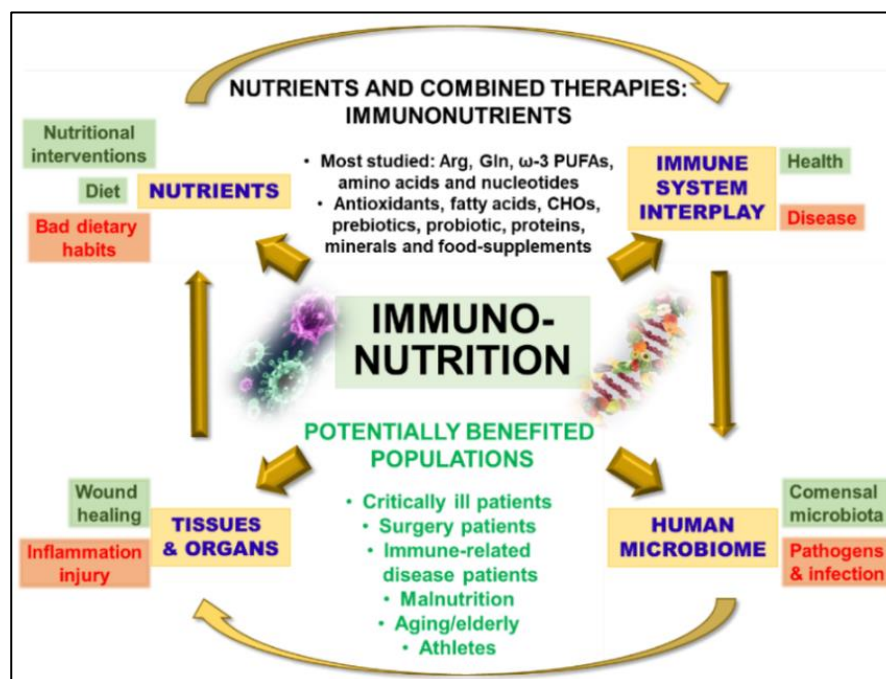 NUTRIENTS AND COMBINED THERAPIES:
IMMUNONUTRIENTS
• Most studied: Arg, Gln, ω-3 PUFAs,
amino acids and nucleotides
• Antioxidants, fatty acids, CHOs,
prebiotics, probiotic, proteins,
minerals and food-supplements
Nutritional
interventions
Diet
Bad dietary
habits
NUTRIENTS
IMMUNE
SYSTEM
INTERPLAY
Health
Disease
IMMUNO-
NUTRITION
POTENTIALLY BENEFITED
POPULATIONS
• Critically ill patients
• Surgery patients
• Immune-related
disease patients
• Malnutrition
• Aging/elderly
• Athletes
Wound
healing
Inflammation
injury
TISSUES
& ORGANS
HUMAN
MICROBIOME
Comensal
microbiota
Pathogens
& infection